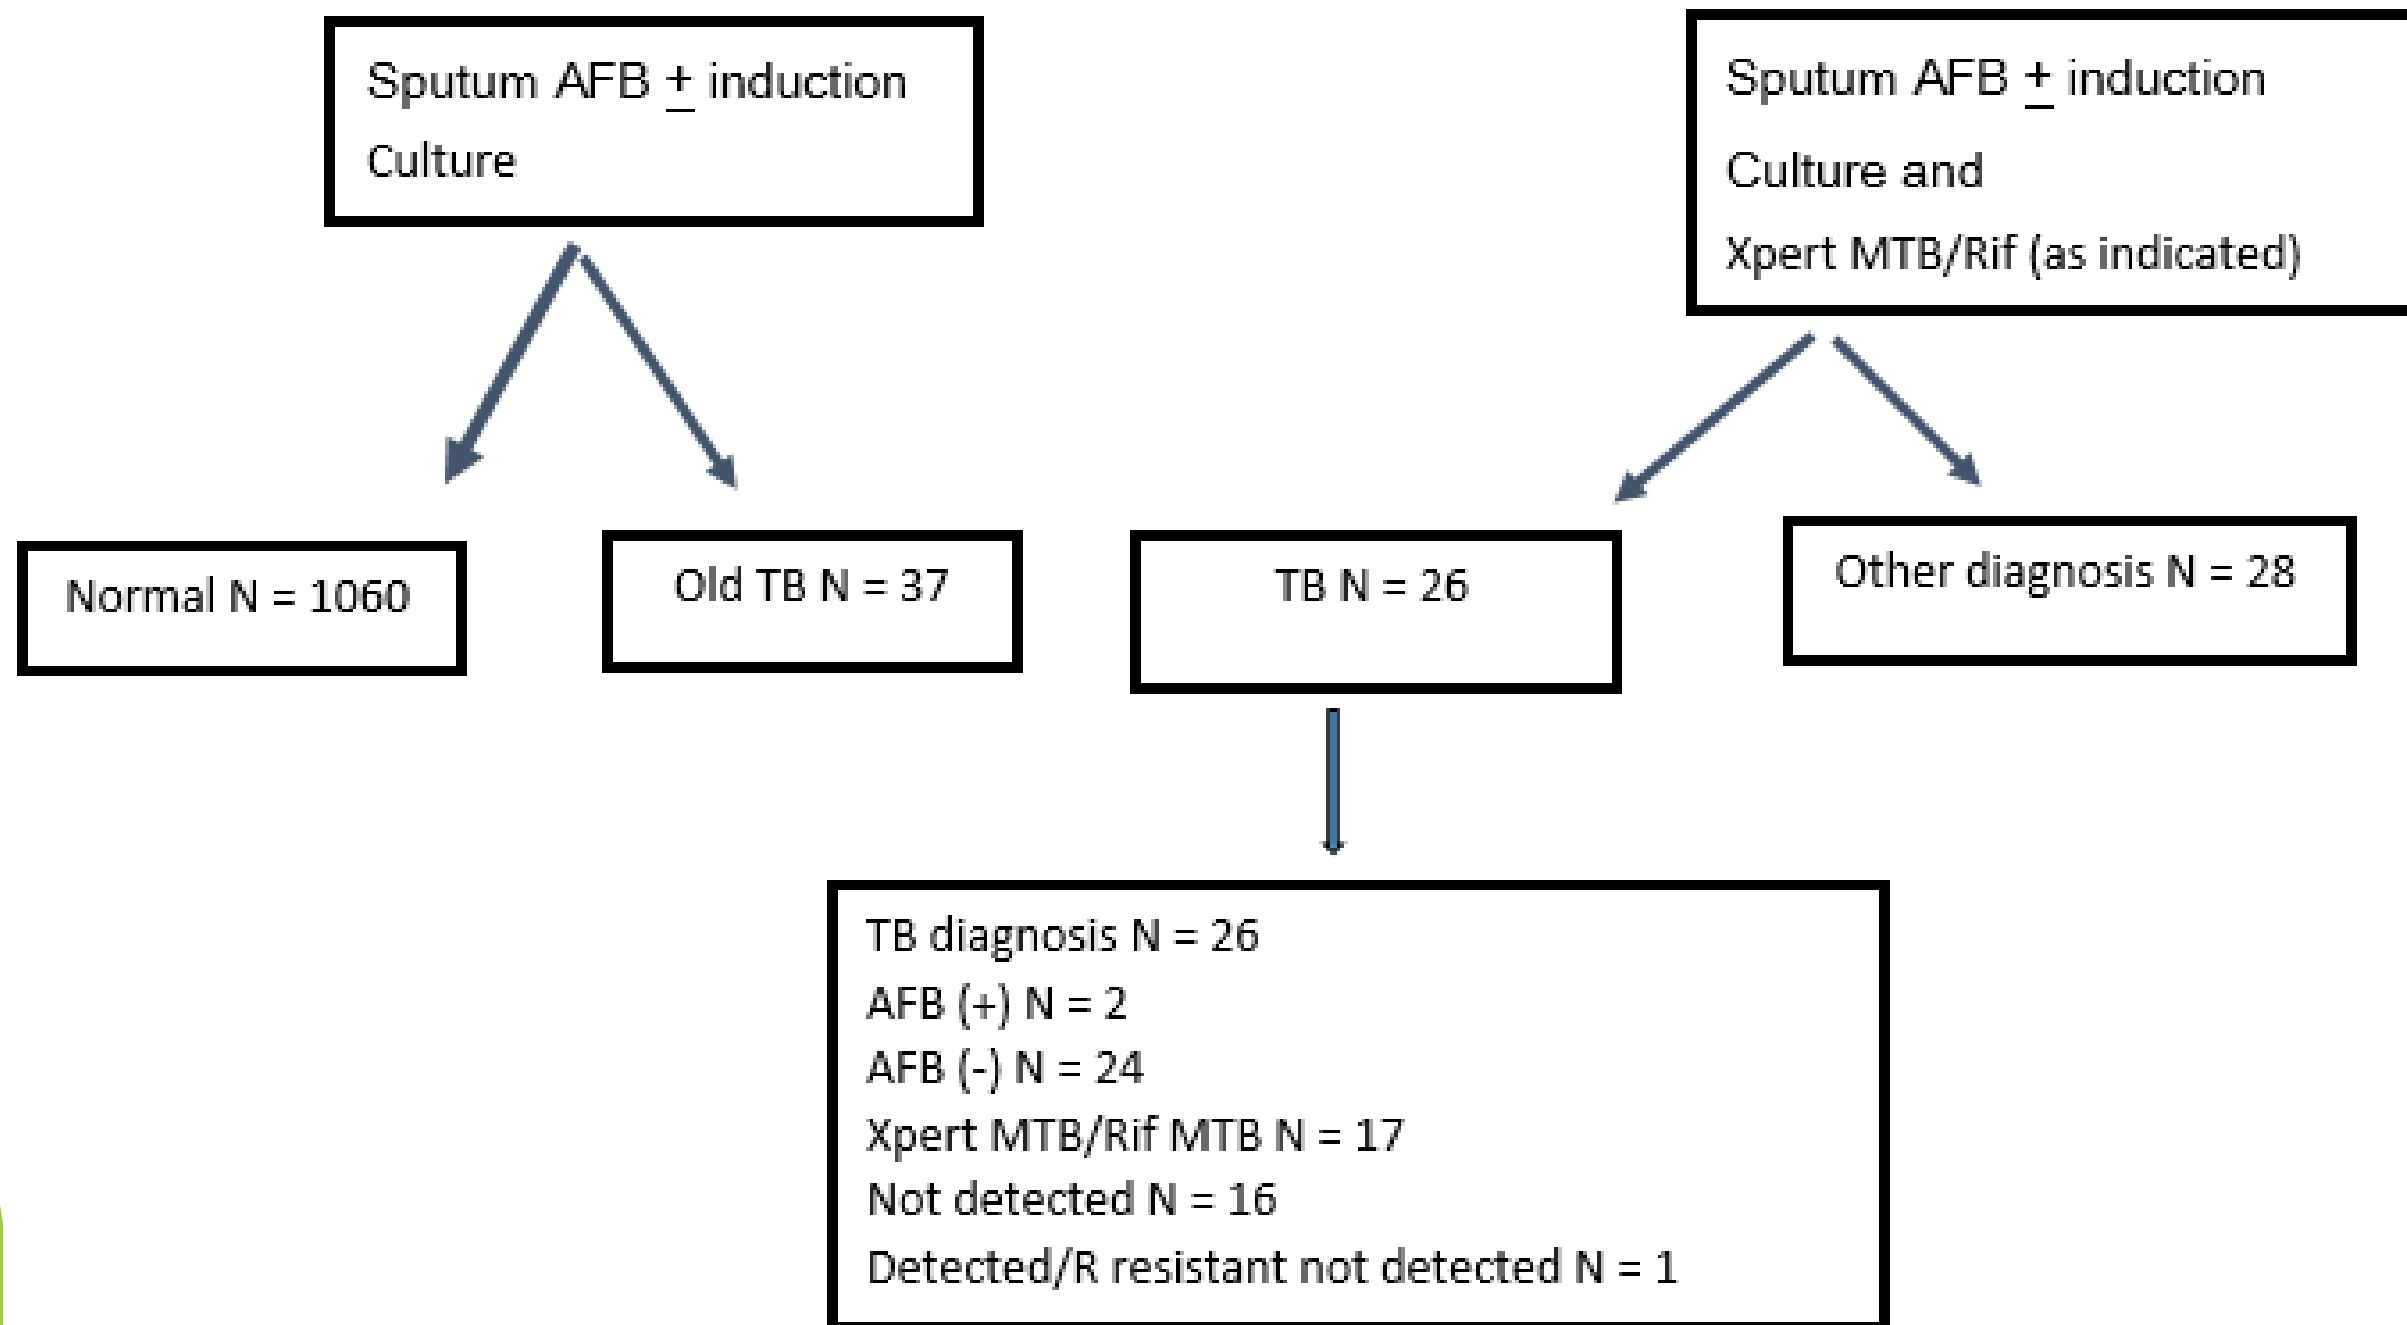 Sputum AFB ± induction
Culture
Sputum AFB ± induction
Culture and
Xpert MTB/Rif (as indicated)
Normal N = 1060
Old TB N = 37
TB N = 26
Other diagnosis N = 28
TB diagnosis N = 26
AFB (+) N = 2
AFB (-) N = 24
Xpert MTB/Rif MTB N = 17
Not detected N = 16
Detected/R resistant not detected N = 1